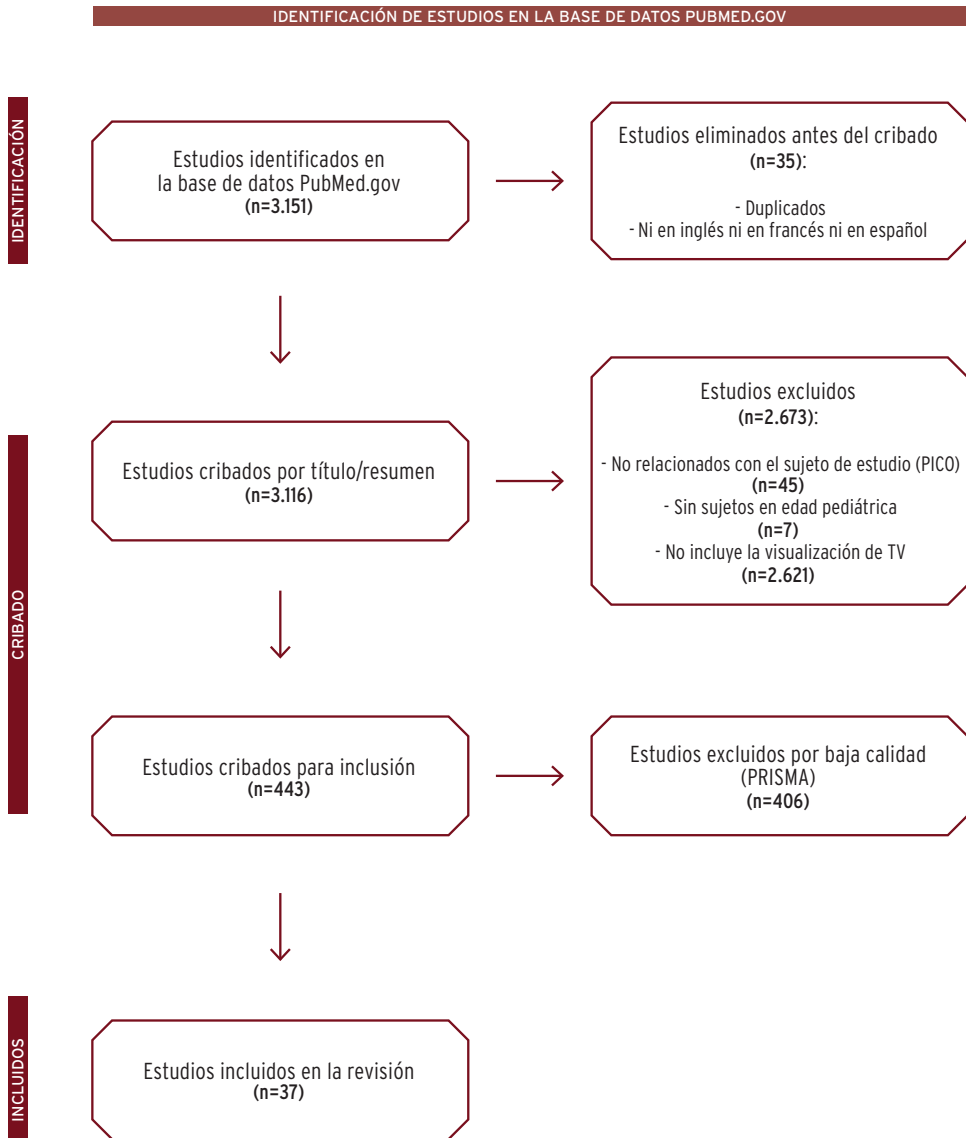 IDENTIFICACIÓN DE ESTUDIOS EN LA BASE DE DATOS PUBMED.GOV
IDENTIFICACIÓN
Estudios identificados en
la base de datos PubMed.gov
(n=3.151)
Estudios eliminados antes del cribado
(n=35):
- Duplicados
- Ni en inglés ni en francés ni en español
CRIBADO
Estudios cribados por título/resumen
(n=3.116)
Estudios excluidos
(n=2.673):
- No relacionados con el sujeto de estudio (PICO)
(n=45)
- Sin sujetos en edad pediátrica
(n=7)
- No incluye la visualización de TV
(n=2.621)
Estudios cribados para inclusión
(n=443)
Estudios excluidos por baja calidad
(PRISMA)
(n=406)
INCLUIDOS
Estudios incluidos en la revisión
(n=37)